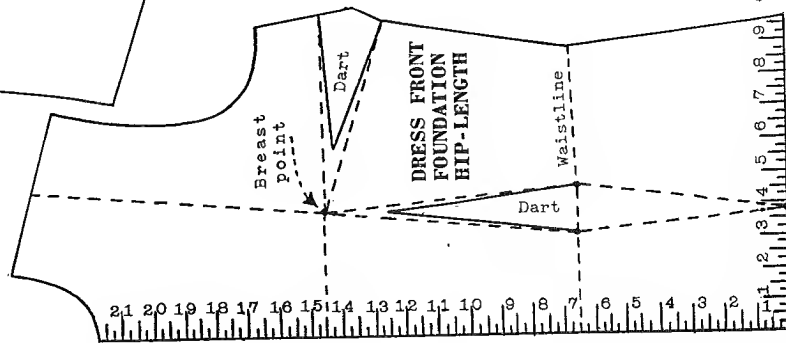 Dart
DRESS FRONT
FOUNDATION
HIP-LENGTH
Waistline
Breast
point
Dart
9
8
7
6
5
4
3
2
1
21 20 19 18 17 16 15 14 13 12 11 10 9 8 7 6 5 4 3 2 1